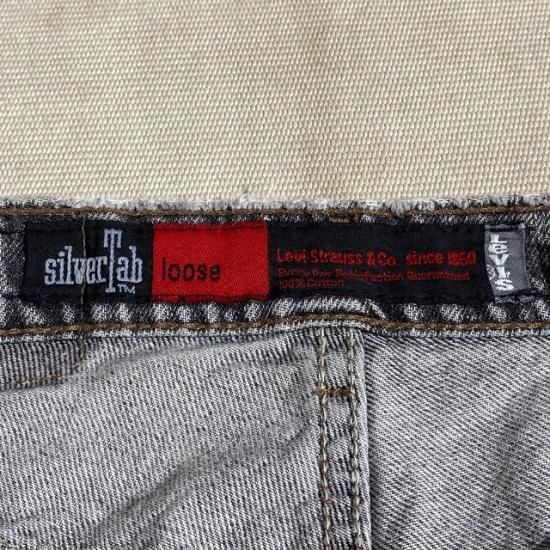 silverTab
TM
loose
Levi Strauss & Co. since 1850
Every Pair Satisfaction Guaranteed
100% Cotton
Levi's